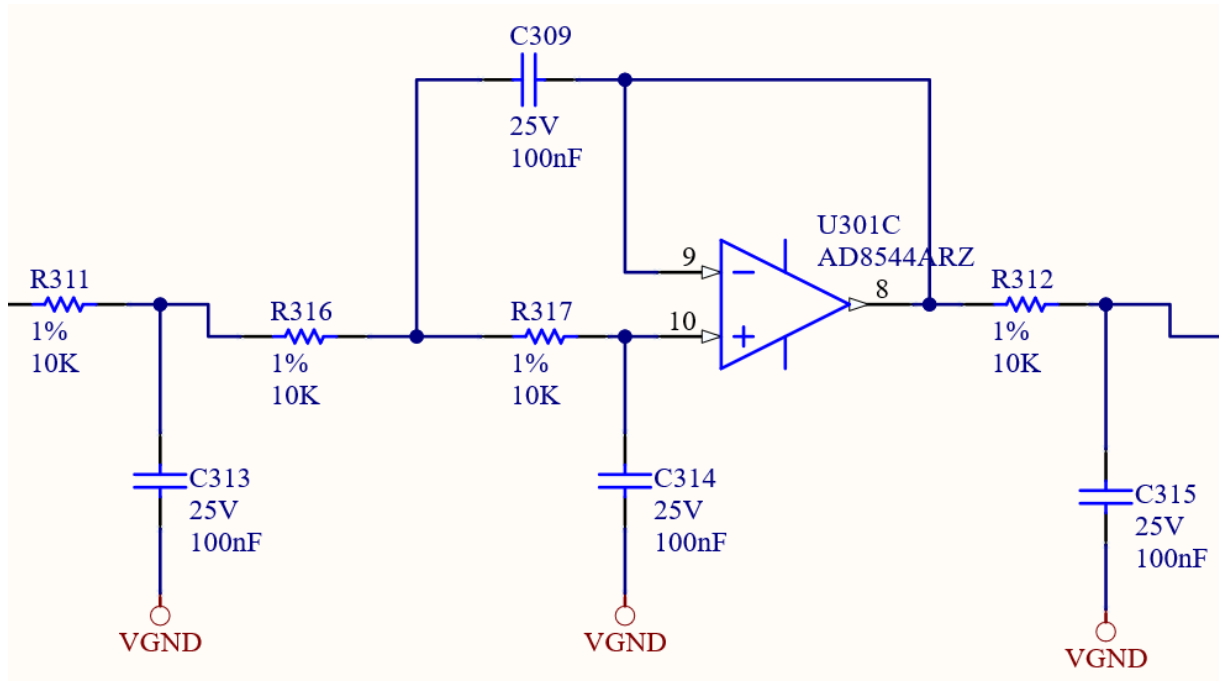 C309
25V
100nF
U301C
AD8544ARZ
9
8
10
R311
1%
10K
R316
1%
10K
R317
1%
10K
R312
1%
10K
C313
25V
100nF
C314
25V
100nF
C315
25V
100nF
VGND
VGND
VGND